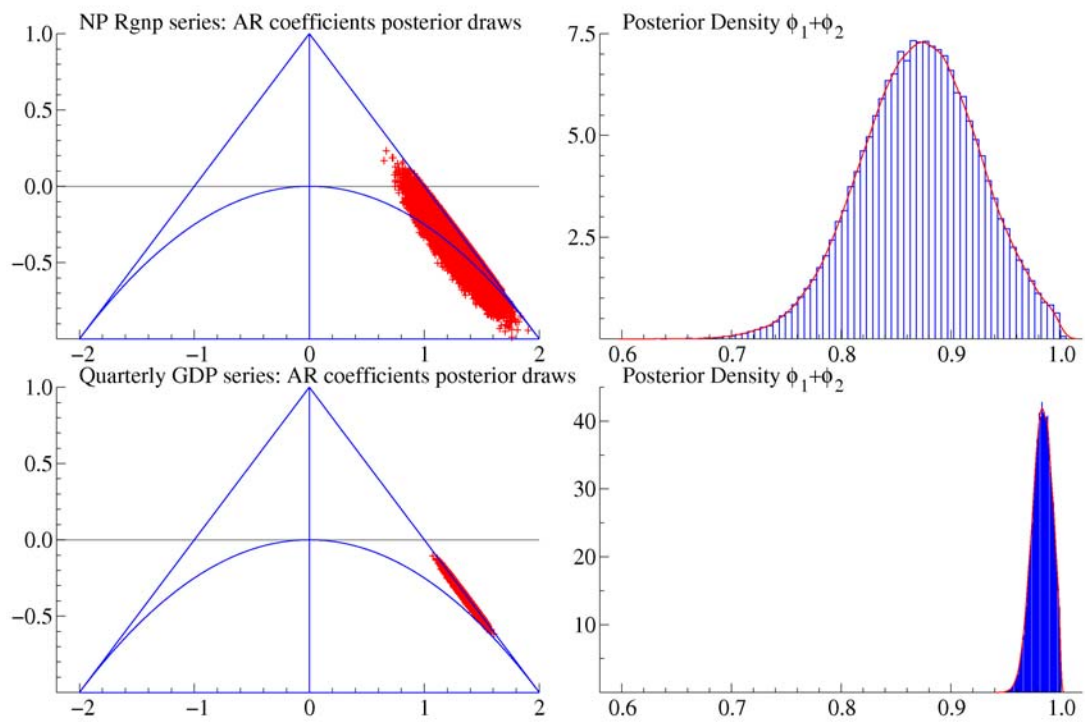 NP Rgnp series: AR coefficients posterior draws
1.0
0.5
0.0
−0.5
−2 −1 0 1 2
Posterior Density ϕ₁+ϕ₂
7.5
5.0
2.5
0.6 0.7 0.8 0.9 1.0
Quarterly GDP series: AR coefficients posterior draws
1.0
0.5
0.0
−0.5
−2 −1 0 1 2
Posterior Density ϕ₁+ϕ₂
40
30
20
10
0.6 0.7 0.8 0.9 1.0